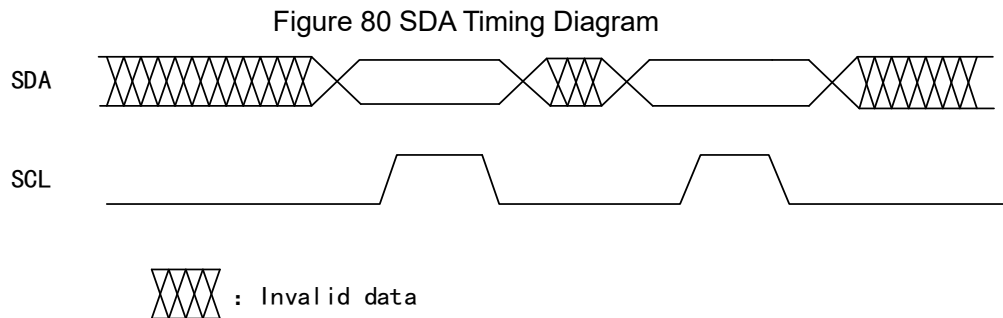 Figure 80 SDA Timing Diagram
SDA
SCL
: Invalid data